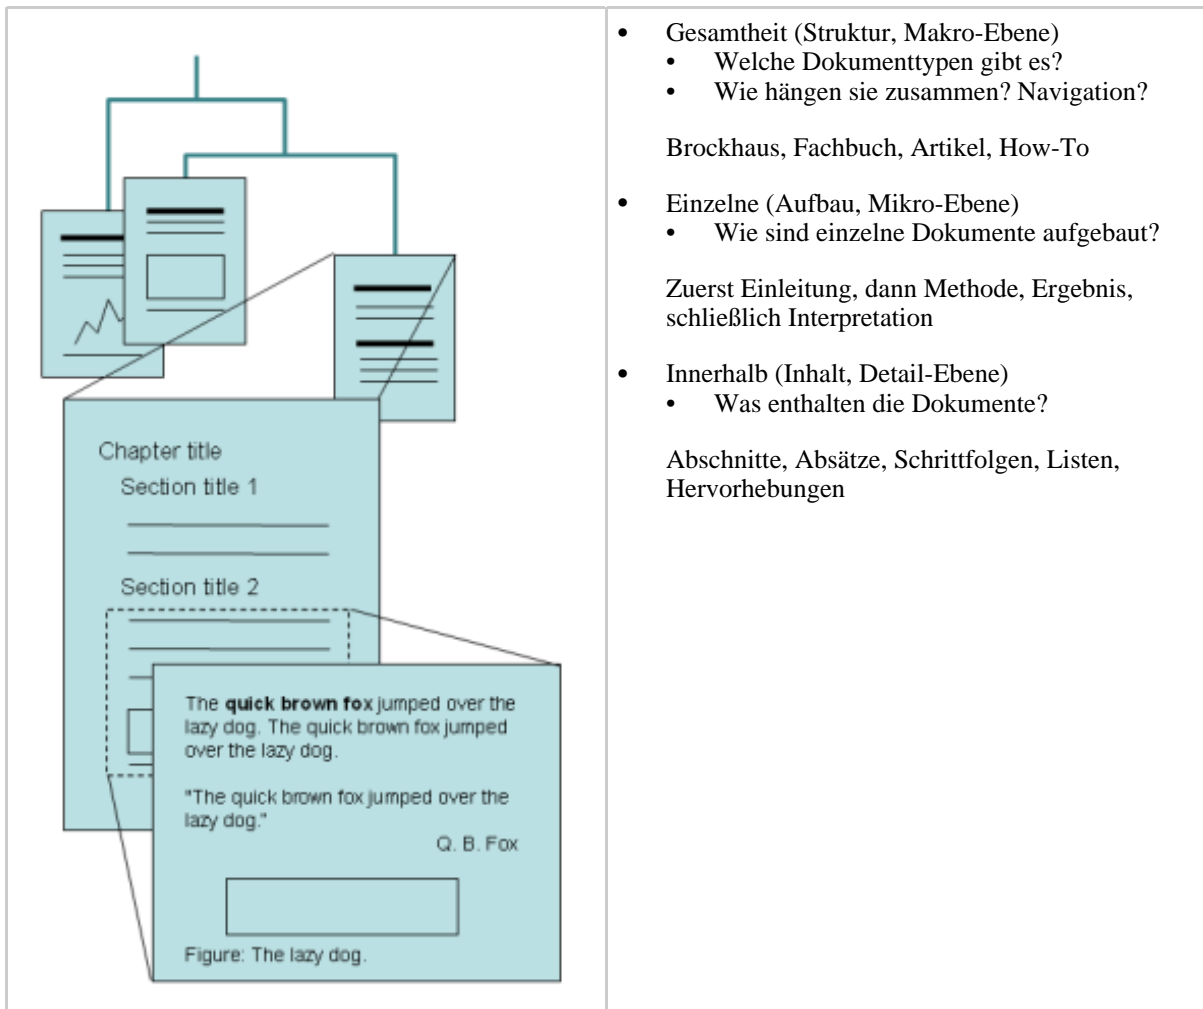 Chapter title
Section title 1
Section title 2
The quick brown fox jumped over the
lazy dog. The quick brown fox jumped
over the lazy dog.
"The quick brown fox jumped over the
lazy dog."
Q. B. Fox
Figure: The lazy dog.
• Gesamtheit (Struktur, Makro-Ebene)
• Welche Dokumenttypen gibt es?
• Wie hängen sie zusammen? Navigation?
Brockhaus, Fachbuch, Artikel, How-To
• Einzelne (Aufbau, Mikro-Ebene)
• Wie sind einzelne Dokumente aufgebaut?
Zuerst Einleitung, dann Methode, Ergebnis,
schließlich Interpretation
• Innerhalb (Inhalt, Detail-Ebene)
• Was enthalten die Dokumente?
Abschnitte, Absätze, Schrittfolgen, Listen,
Hervorhebungen